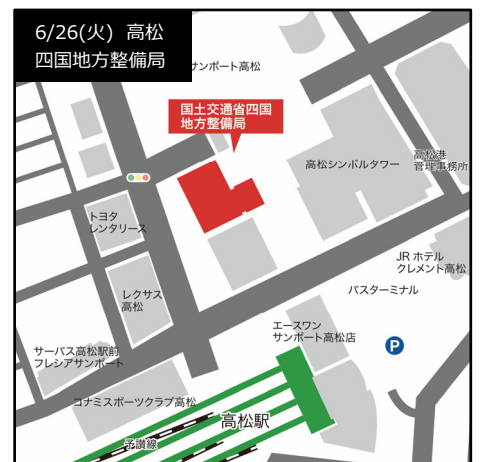 6/26(火) 高松
四国地方整備局
サンポート高松
国土交通省四国
地方整備局
高松シンボルタワー
高松港
管理事務所
トヨタ
レンタリース
JR ホテル
クレメント高松
バスターミナル
レクサス
高松
エースワン
サンポート高松店
P
サーパス高松駅前
フレシアサンポート
コナミスポーツクラブ高松
高松駅
予讃線